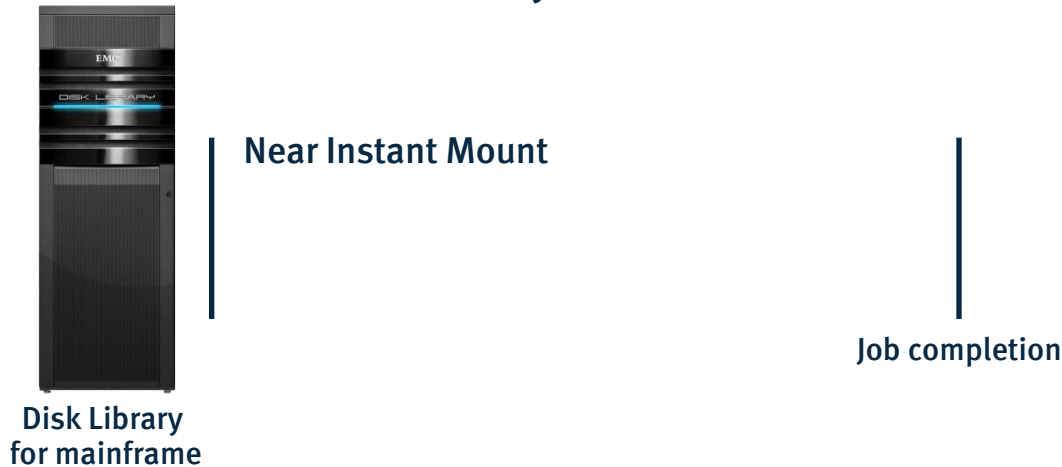 EMC
DISK LIBRARY
Near Instant Mount
Job completion
Disk Library
for mainframe